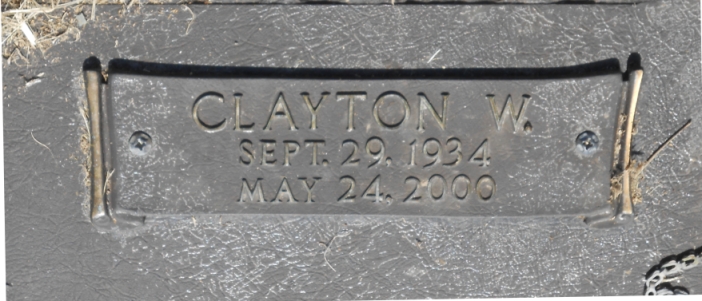 CLAYTON W.
SEPT. 29, 1934
MAY 24, 2000